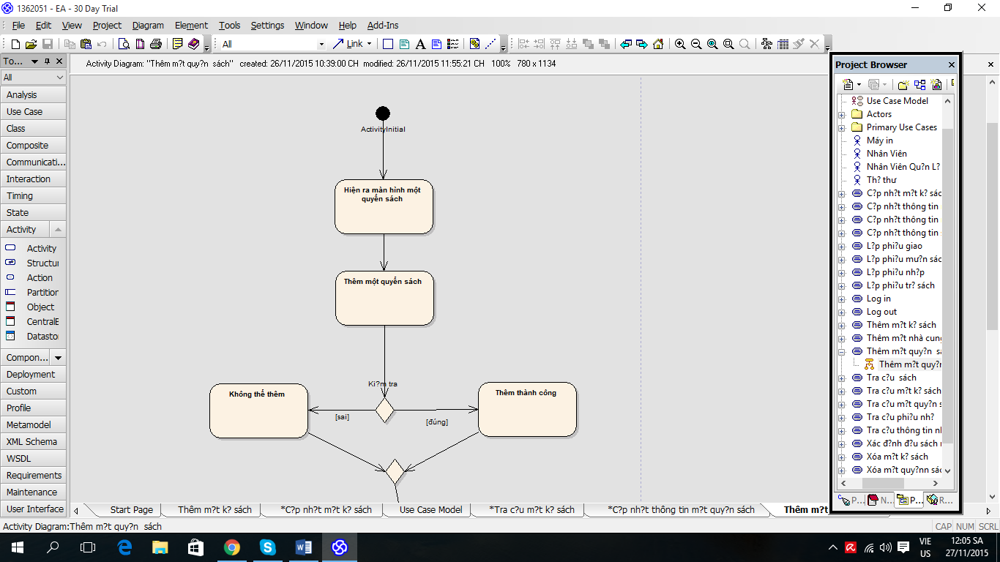 1362051 - EA - 30 Day Trial
File Edit View Project Diagram Element Tools Settings Window Help Add-Ins
All
Link
To...
Activity Diagram: "Thêm m?t quy?n sách" created: 26/11/2015 10:39:00 CH modified: 26/11/2015 11:55:21 CH 100% 780 x 1134
All
Analysis
Use Case
Class
Composite
Communicati...
Interaction
Timing
State
Activity
Activity
Structur
Action
Partition
Object
CentralB
Datasto
Compon...
Deployment
Custom
Profile
Metamodel
XML Schema
WSDL
Requirements
Maintenance
User Interface
ActivityInitial
Hiện ra màn hình một
quyển sách
Thêm một quyển sách
Ki?m tra
Không thể thêm
Thêm thành công
[sai]
[đúng]
Project Browser
Use Case Model
Actors
Primary Use Cases
Máy in
Nhân Viên
Nhân Viên Qu?n L?
Th? thư
C?p nh?t m?t k? sác
C?p nh?t thông tin
C?p nh?t thông tin
C?p nh?t thông tin
L?p phi?u giao
L?p phi?u mư?n sác
L?p phi?u nh?p
L?p phi?u tr? sách
Log in
Log out
Thêm m?t k? sách
Thêm m?t nhà cung
Thêm m?t quy?n sá
Thêm m?t quy?n
Tra c?u sách
Tra c?u m?t k? sách
Tra c?u m?t quy?n s
Tra c?u phi?u nh?
Tra c?u thông tin nh
Xác đ?nh đ?u sách
Xóa m?t k? sách
Xóa m?t quy?nn sác
P... N... P... R...
Start Page Thêm m?t k? sách *C?p nh?t m?t k? sách Use Case Model *Tra c?u m?t k? sách *C?p nh?t thông tin m?t quy?n sách Thêm m?t
Activity Diagram:Thêm m?t quy?n sách
CAP NUM SCRL
VIE
US
12:05 SA
27/11/2015